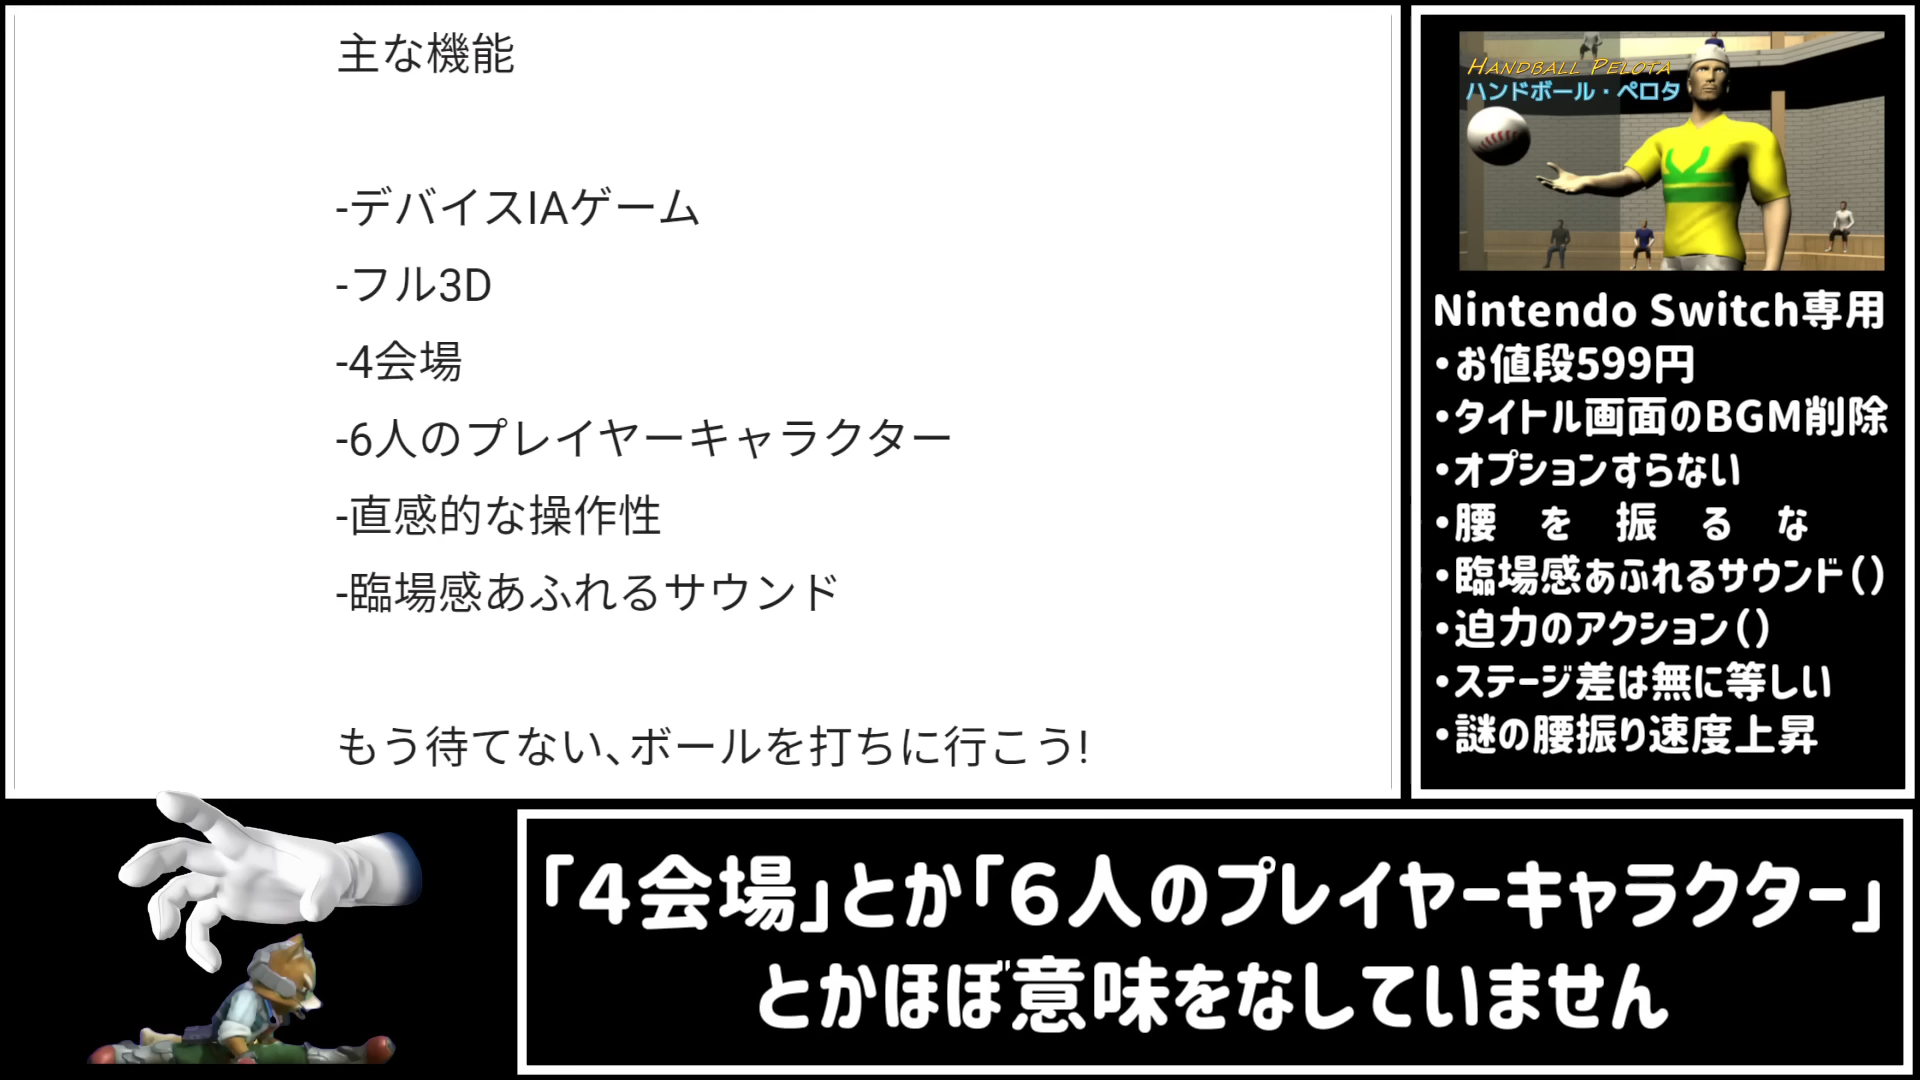 主な機能
-デバイスIAゲーム
-フル3D
-4会場
-6人のプレイヤーキャラクター
-直感的な操作性
-臨場感あふれるサウンド
もう待てない､ボールを打ちに行こう!
HANDBALL PELOTA
ハンドボール・ペロタ
Nintendo Switch専用
・お値段599円
・タイトル画面のBGM削除
・オプションすらない
・腰 を 振 る な
・臨場感あふれるサウンド()
・迫力のアクション()
・ステージ差は無に等しい
・謎の腰振り速度上昇
「4会場」とか「6人のプレイヤーキャラクター」
とかほぼ意味をなしていません